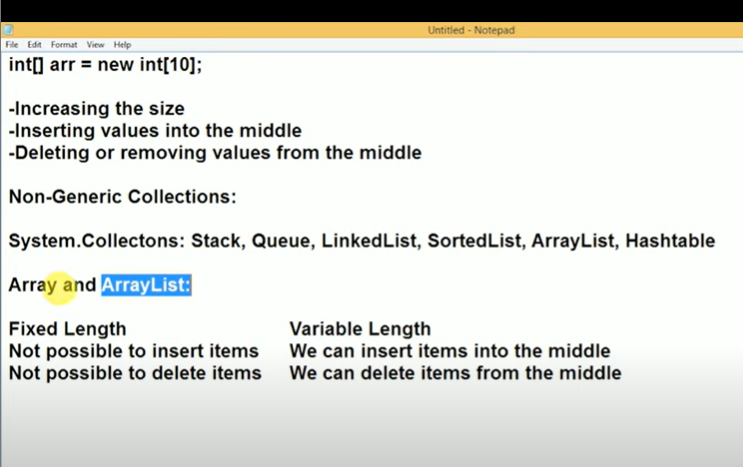 Untitled - Notepad
File Edit Format View Help
int[] arr = new int[10];
-Increasing the size
-Inserting values into the middle
-Deleting or removing values from the middle
Non-Generic Collections:
System.Collectons: Stack, Queue, LinkedList, SortedList, ArrayList, Hashtable
Array and ArrayList:
Fixed Length Variable Length
Not possible to insert items We can insert items into the middle
Not possible to delete items We can delete items from the middle